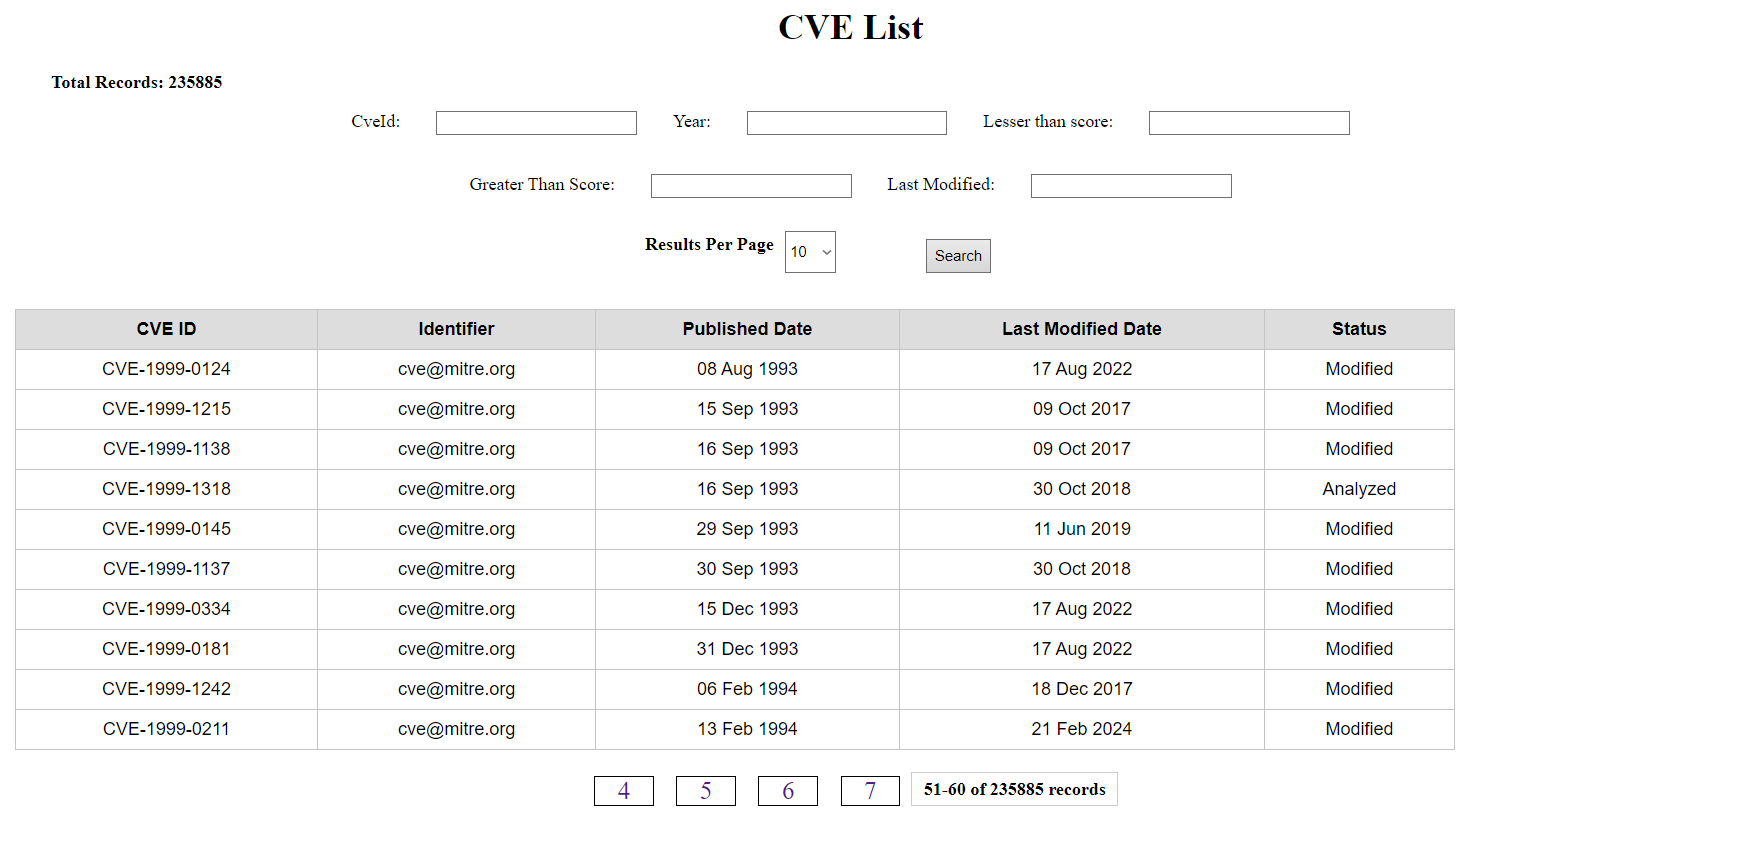 CVE List
Total Records: 235885
CveId: Year: Lesser than score:
Greater Than Score: Last Modified:
Results Per Page 10 Search
CVE ID Identifier Published Date Last Modified Date Status
CVE-1999-0124 cve@mitre.org 08 Aug 1993 17 Aug 2022 Modified
CVE-1999-1215 cve@mitre.org 15 Sep 1993 09 Oct 2017 Modified
CVE-1999-1138 cve@mitre.org 16 Sep 1993 09 Oct 2017 Modified
CVE-1999-1318 cve@mitre.org 16 Sep 1993 30 Oct 2018 Analyzed
CVE-1999-0145 cve@mitre.org 29 Sep 1993 11 Jun 2019 Modified
CVE-1999-1137 cve@mitre.org 30 Sep 1993 30 Oct 2018 Modified
CVE-1999-0334 cve@mitre.org 15 Dec 1993 17 Aug 2022 Modified
CVE-1999-0181 cve@mitre.org 31 Dec 1993 17 Aug 2022 Modified
CVE-1999-1242 cve@mitre.org 06 Feb 1994 18 Dec 2017 Modified
CVE-1999-0211 cve@mitre.org 13 Feb 1994 21 Feb 2024 Modified
4 5 6 7 51-60 of 235885 records